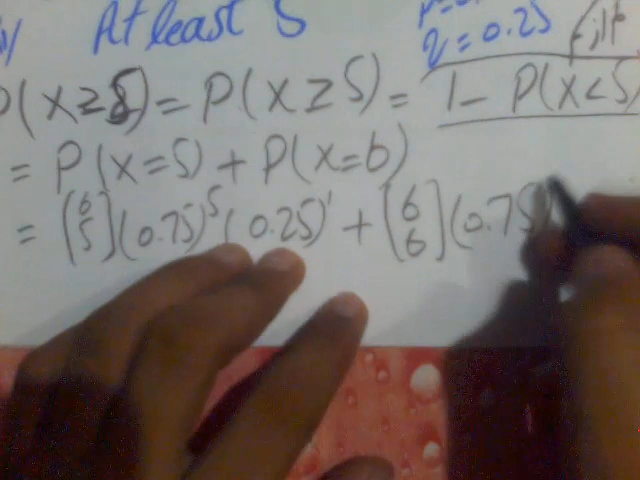 At least 5
q = 0.25
P(X ≥ 5) = P(X ≥ 5) = 1 - P(X < 5)
= P(X=5) + P(X=6)
= (6 5](0.75)⁵(0.25)¹ + [6 6](0.75